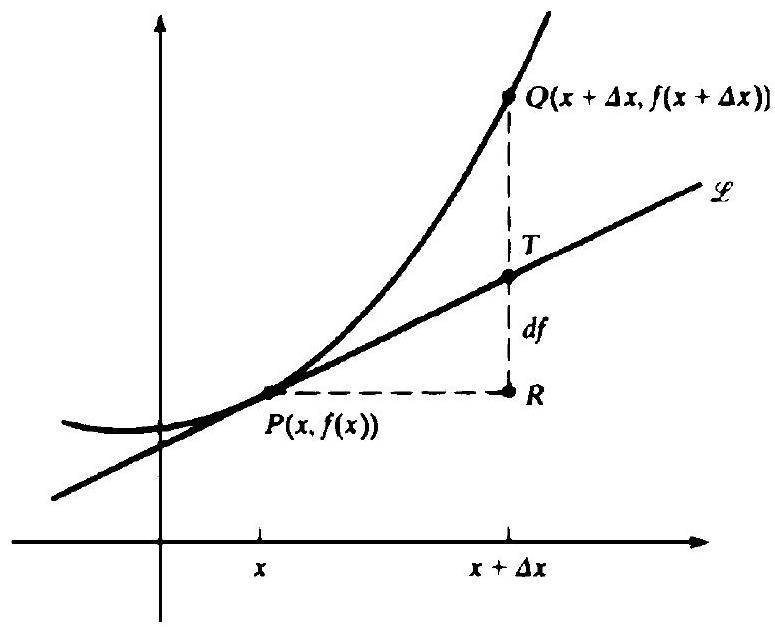 Q(x + Δx, f(x + Δx))
ℒ
T
df
R
P(x, f(x))
x
x + Δx